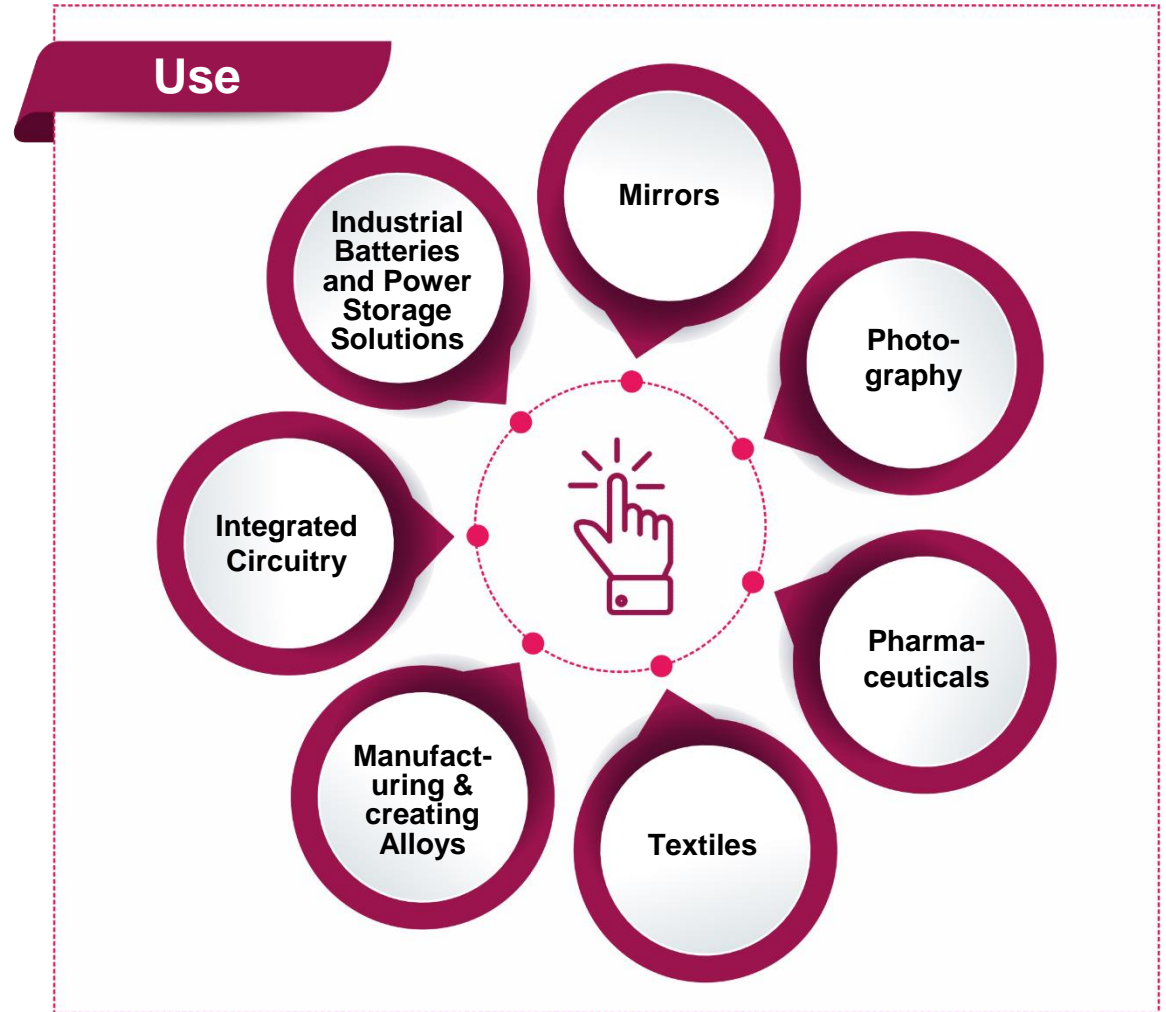 Use
Mirrors
Industrial
Batteries
and Power
Storage
Solutions
Photo-
graphy
Integrated
Circuitry
Pharma-
ceuticals
Manufact-
uring &
creating
Alloys
Textiles